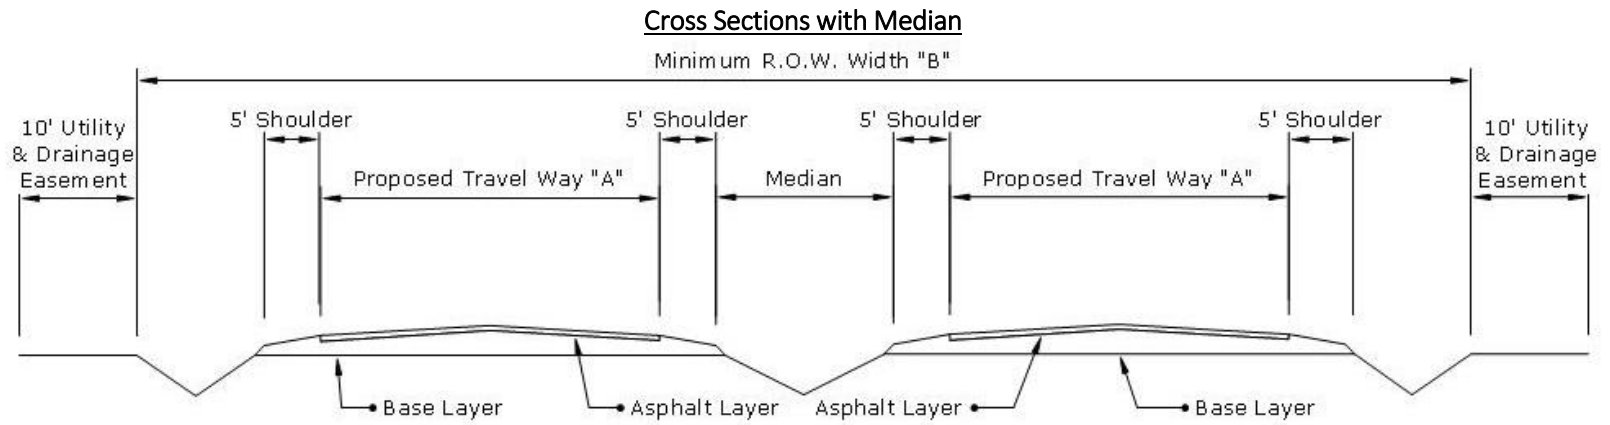 Cross Sections with Median
Minimum R.O.W. Width "B"
10' Utility
& Drainage
Easement
5' Shoulder
Proposed Travel Way "A"
5' Shoulder
Median
5' Shoulder
Proposed Travel Way "A"
5' Shoulder
10' Utility
& Drainage
Easement
Base Layer
Asphalt Layer
Asphalt Layer
Base Layer